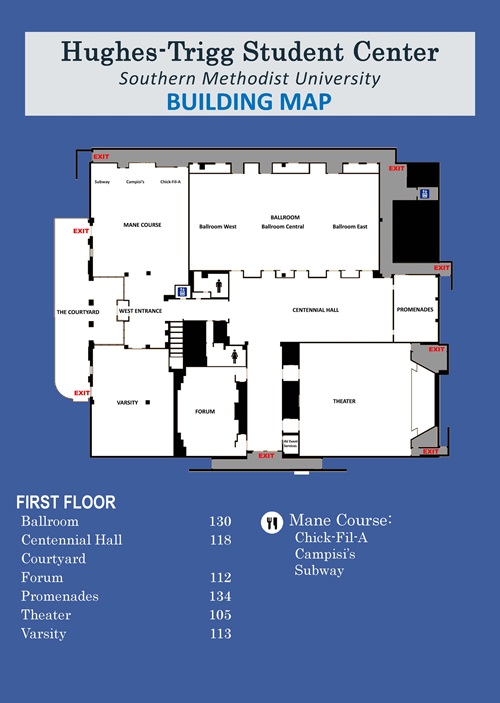 Hughes-Trigg Student Center
Southern Methodist University
BUILDING MAP
EXIT
EXIT
Subway Campisi's Chick-Fil-A
BALLROOM
MANE COURSE
Ballroom West Ballroom Central Ballroom East
EXIT
EXIT
THE COURTYARD
WEST ENTRANCE
CENTENNIAL HALL
PROMENADES
EXIT
EXIT
VARSITY
FORUM
THEATER
EXIT
EXIT
FIRST FLOOR
Ballroom 130
Centennial Hall 118
Courtyard
Forum 112
Promenades 134
Theater 105
Varsity 113
Mane Course:
Chick-Fil-A
Campisi's
Subway